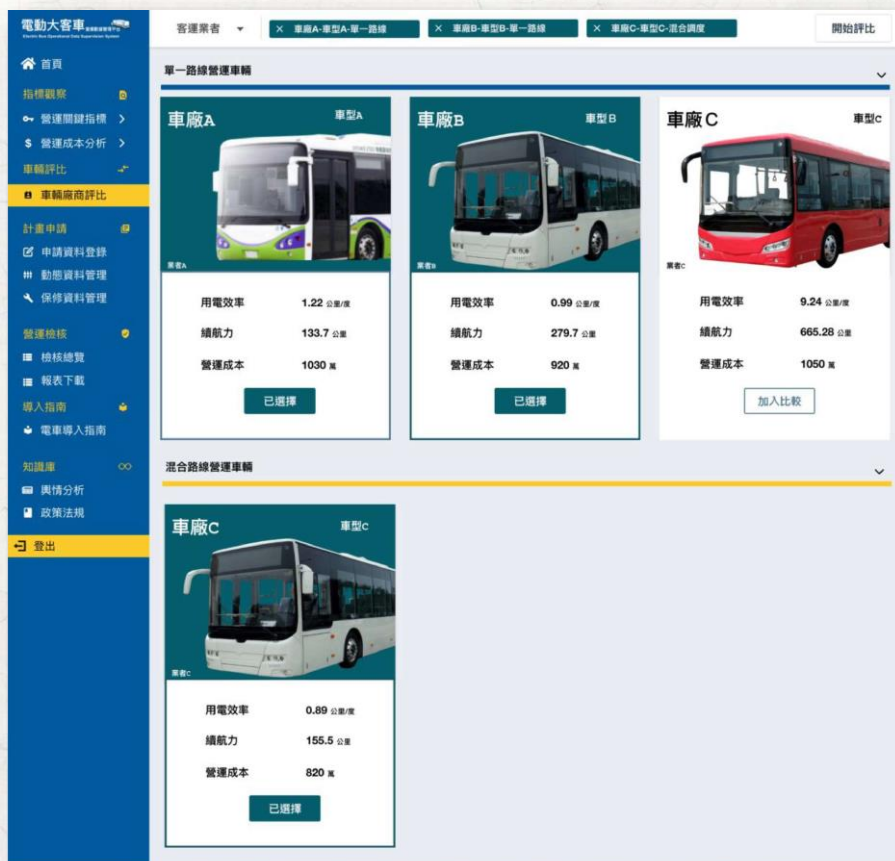 電動大客車
Electric Bus Operational Data Supervision System
首頁
指標觀察
營運關鍵指標
營運成本分析
車輛評比
車輛廠商評比
計畫申請
申請資料登錄
動態資料管理
保修資料管理
營運檢核
檢核總覽
報表下載
導入指南
電車導入指南
知識庫
輿情分析
政策法規
登出
客運業者
× 車廠A-車型A-單一路線
× 車廠B-車型B-單一路線
× 車廠C-車型C-混合調度
開始評比
單一路線營運車輛
車廠A 車型A
業者A
用電效率 1.22 公里/度
續航力 133.7 公里
營運成本 1030 萬
已選擇
車廠B 車型B
業者B
用電效率 0.99 公里/度
續航力 279.7 公里
營運成本 920 萬
已選擇
車廠C 車型C
業者C
用電效率 9.24 公里/度
續航力 665.28 公里
營運成本 1050 萬
加入比較
混合路線營運車輛
車廠C 車型C
業者C
用電效率 0.89 公里/度
續航力 155.5 公里
營運成本 820 萬
已選擇